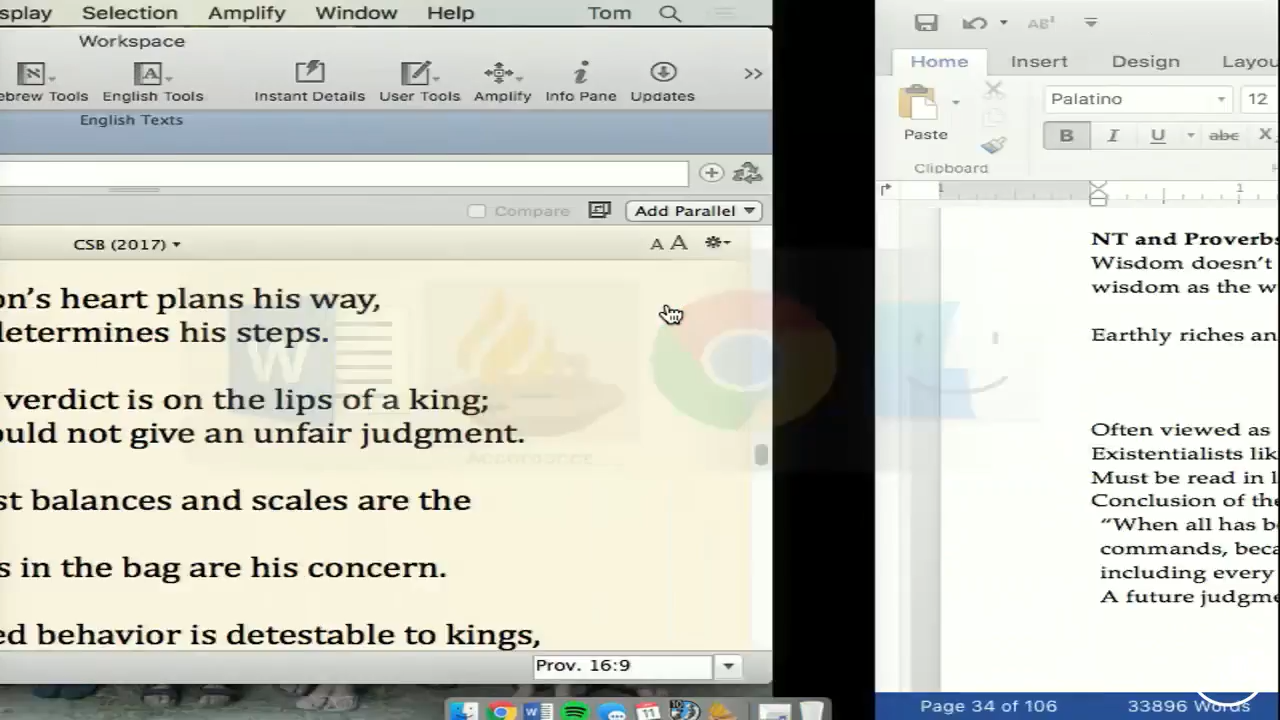 splay Selection Amplify Window Help Tom
Workspace
ebrew Tools English Tools Instant Details User Tools Amplify Info Pane Updates
English Texts
Compare Add Parallel
CSB (2017)
on’s heart plans his way,
determines his steps.
verdict is on the lips of a king;
ould not give an unfair judgment.
st balances and scales are the
s in the bag are his concern.
ed behavior is detestable to kings,
Prov. 16:9
Accordance
Home Insert Design Layou
Palatino 12
Paste B I U abc X
Clipboard
1 1
NT and Proverbs
Wisdom doesn’t
wisdom as the w
Earthly riches an
Often viewed as
Existentialists lik
Must be read in l
Conclusion of the
“When all has b
commands, beca
including every
A future judgme
Page 34 of 106 33896 Words